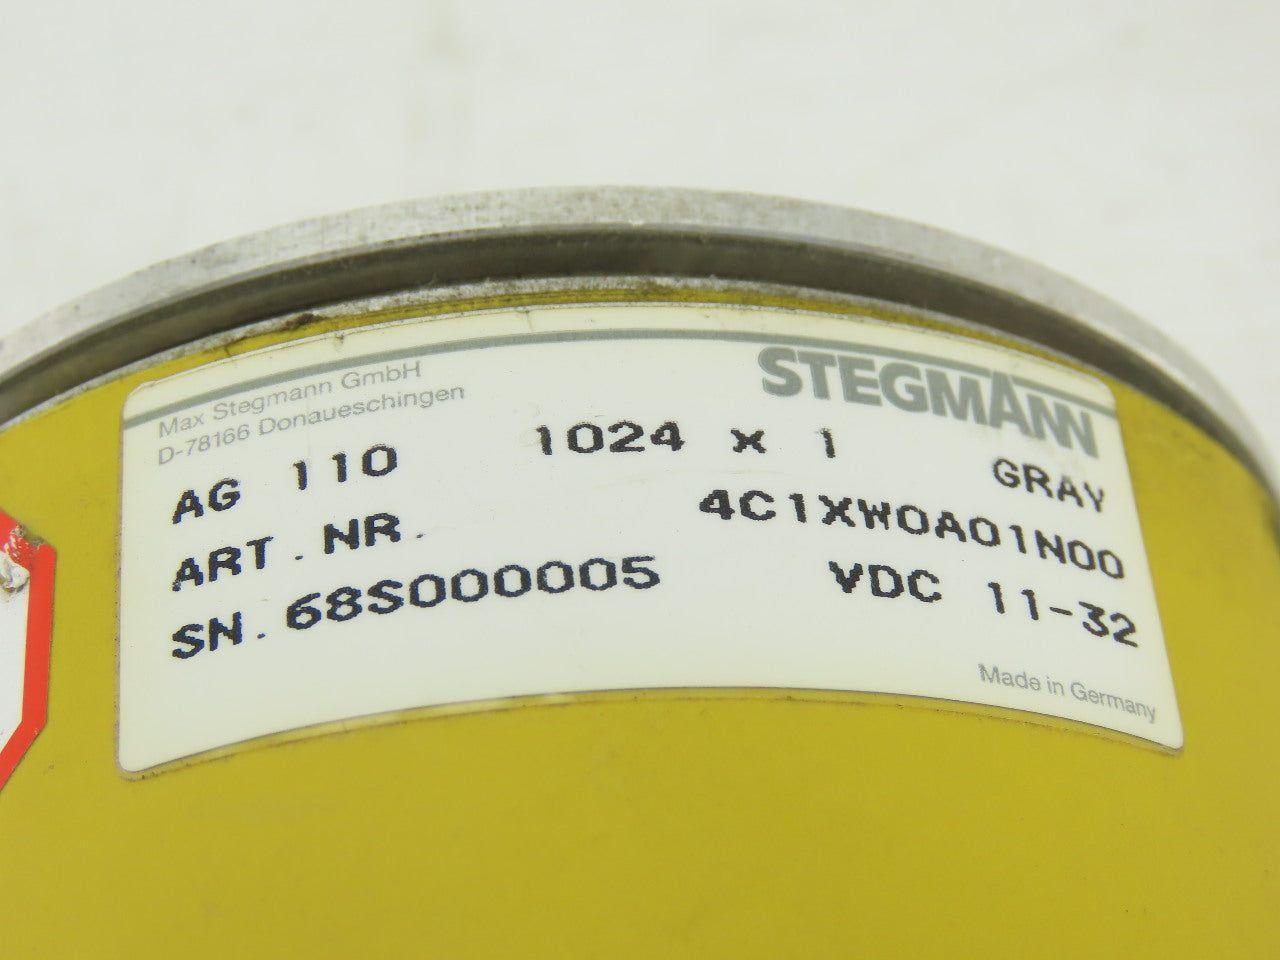 Max Stegmann GmbH
D-78166 Donaueschingen
STEGMANN
AG 110 1024 x 1 GRAY
ART.NR. 4C1XW0A01N00
SN.68S000005 VDC 11-32
Made in Germany